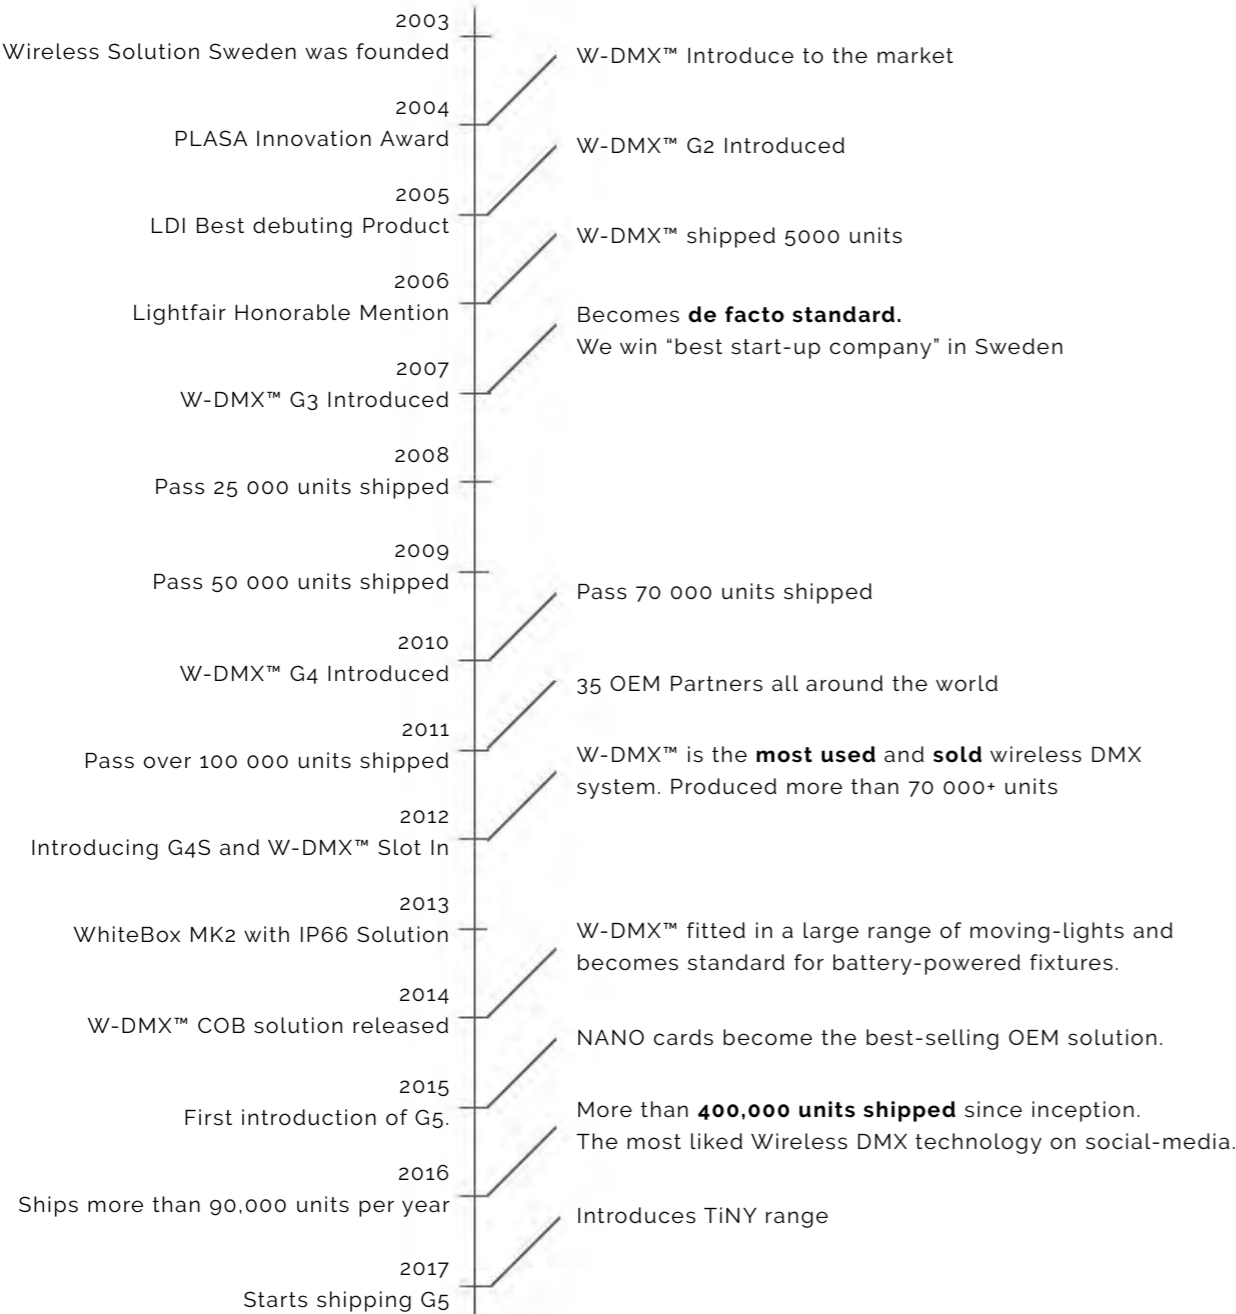 2003
Wireless Solution Sweden was founded
W-DMX™ Introduce to the market
2004
PLASA Innovation Award
W-DMX™ G2 Introduced
2005
LDI Best debuting Product
W-DMX™ shipped 5000 units
2006
Lightfair Honorable Mention
Becomes de facto standard.
We win “best start-up company” in Sweden
2007
W-DMX™ G3 Introduced
2008
Pass 25 000 units shipped
2009
Pass 50 000 units shipped
Pass 70 000 units shipped
2010
W-DMX™ G4 Introduced
35 OEM Partners all around the world
2011
Pass over 100 000 units shipped
W-DMX™ is the most used and sold wireless DMX
system. Produced more than 70 000+ units
2012
Introducing G4S and W-DMX™ Slot In
2013
WhiteBox MK2 with IP66 Solution
W-DMX™ fitted in a large range of moving-lights and
becomes standard for battery-powered fixtures.
2014
W-DMX™ COB solution released
NANO cards become the best-selling OEM solution.
2015
First introduction of G5.
More than 400,000 units shipped since inception.
The most liked Wireless DMX technology on social-media.
2016
Ships more than 90,000 units per year
Introduces TiNY range
2017
Starts shipping G5